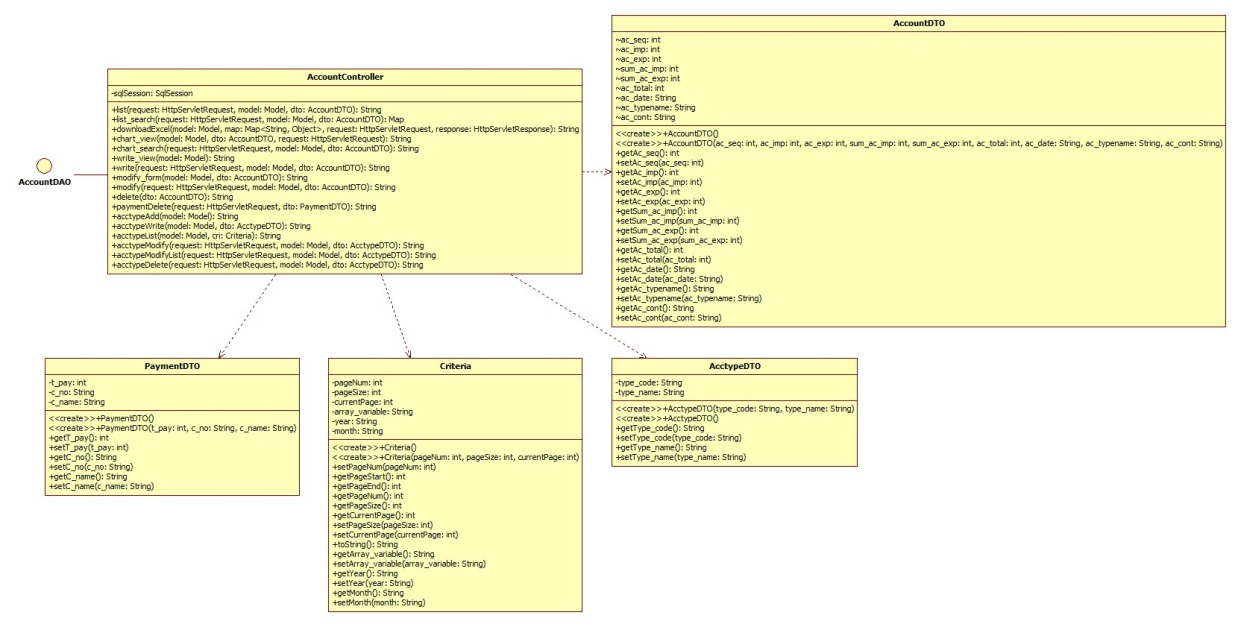 AccountDAO
AccountController
-sqlSession: SqlSession
+list(request: HttpServletRequest, model: Model, dto: AccountDTO): String
+list_search(request: HttpServletRequest, model: Model, dto: AccountDTO): Map
+downloadExcel(model: Model, map: Map<String, Object>, request: HttpServletRequest, response: HttpServletResponse): String
+chart_view(model: Model, dto: AccountDTO, request: HttpServletRequest): String
+chart_search(request: HttpServletRequest, model: Model, dto: AccountDTO): String
+write_view(model: Model): String
+write(request: HttpServletRequest, model: Model, dto: AccountDTO): String
+modify_form(model: Model, dto: AccountDTO): String
+modify(request: HttpServletRequest, model: Model, dto: AccountDTO): String
+delete(dto: AccountDTO): String
+paymentDelete(request: HttpServletRequest, dto: PaymentDTO): String
+acctypeAdd(model: Model): String
+acctypeWrite(model: Model, dto: AcctypeDTO): String
+acctypeList(model: Model, cri: Criteria): String
+acctypeModify(request: HttpServletRequest, model: Model, dto: AcctypeDTO): String
+acctypeModifyList(request: HttpServletRequest, model: Model, dto: AcctypeDTO): String
+acctypeDelete(request: HttpServletRequest, model: Model, dto: AcctypeDTO): String
AccountDTO
~ac_seq: int
~ac_imp: int
~ac_exp: int
~sum_ac_imp: int
~sum_ac_exp: int
~ac_total: int
~ac_date: String
~ac_typename: String
~ac_cont: String
<<create>>+AccountDTO()
<<create>>+AccountDTO(ac_seq: int, ac_imp: int, ac_exp: int, sum_ac_imp: int, sum_ac_exp: int, ac_total: int, ac_date: String, ac_typename: String, ac_cont: String)
+getAc_seq(): int
+setAc_seq(ac_seq: int)
+getAc_imp(): int
+setAc_imp(ac_imp: int)
+getAc_exp(): int
+setAc_exp(ac_exp: int)
+getSum_ac_imp(): int
+setSum_ac_imp(sum_ac_imp: int)
+getSum_ac_exp(): int
+setSum_ac_exp(sum_ac_exp: int)
+getAc_total(): int
+setAc_total(ac_total: int)
+getAc_date(): String
+setAc_date(ac_date: String)
+getAc_typename(): String
+setAc_typename(ac_typename: String)
+getAc_cont(): String
+setAc_cont(ac_cont: String)
PaymentDTO
-t_pay: int
-c_no: String
-c_name: String
<<create>>+PaymentDTO()
<<create>>+PaymentDTO(t_pay: int, c_no: String, c_name: String)
+getT_pay(): int
+setT_pay(t_pay: int)
+getC_no(): String
+setC_no(c_no: String)
+getC_name(): String
+setC_name(c_name: String)
Criteria
-pageNum: int
-pageSize: int
-currentPage: int
-array_variable: String
-year: String
-month: String
<<create>>+Criteria()
<<create>>+Criteria(pageNum: int, pageSize: int, currentPage: int)
+setPageNum(pageNum: int)
+getPageStart(): int
+getPageEnd(): int
+getPageNum(): int
+getPageSize(): int
+getCurrentPage(): int
+setPageSize(pageSize: int)
+setCurrentPage(currentPage: int)
+toString(): String
+getArray_variable(): String
+setArray_variable(array_variable: String)
+getYear(): String
+setYear(year: String)
+getMonth(): String
+setMonth(month: String)
AcctypeDTO
-type_code: String
-type_name: String
<<create>>+AcctypeDTO(type_code: String, type_name: String)
<<create>>+AcctypeDTO()
+getType_code(): String
+setType_code(type_code: String)
+getType_name(): String
+setType_name(type_name: String)